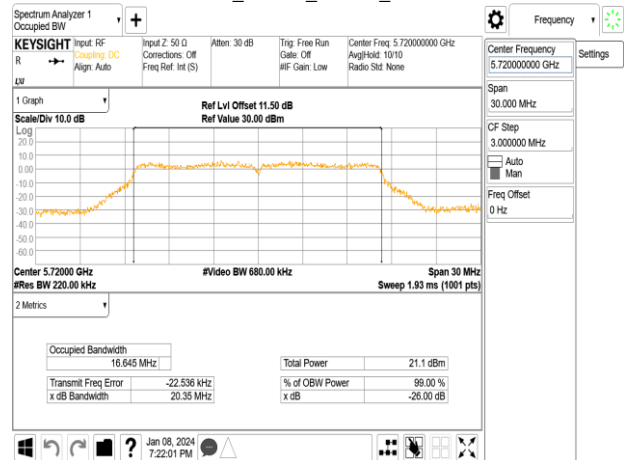 Spectrum Analyzer 1
Occupied BW
+
Frequency
KEYSIGHT
R
LXI
Input: RF
Coupling: DC
Align: Auto
Input Z: 50 Ω
Corrections: Off
Freq Ref: Int (S)
Atten: 30 dB
Trig: Free Run
Gate: Off
#IF Gain: Low
Center Freq: 5.720000000 GHz
Avg|Hold: 10/10
Radio Std: None
Center Frequency
5.720000000 GHz
Settings
Span
30.000 MHz
CF Step
3.000000 MHz
Auto
Man
Freq Offset
0 Hz
1 Graph
Scale/Div 10.0 dB
Ref Lvl Offset 11.50 dB
Ref Value 30.00 dBm
Log
20.0
10.0
0.00
-10.0
-20.0
-30.0
-40.0
-50.0
-60.0
Center 5.72000 GHz
#Res BW 220.00 kHz
#Video BW 680.00 kHz
Span 30 MHz
Sweep 1.93 ms (1001 pts)
2 Metrics
Occupied Bandwidth
16.645 MHz
Total Power 21.1 dBm
Transmit Freq Error -22.536 kHz
% of OBW Power 99.00 %
x dB Bandwidth 20.35 MHz
x dB -26.00 dB
?
Jan 08, 2024
7:22:01 PM